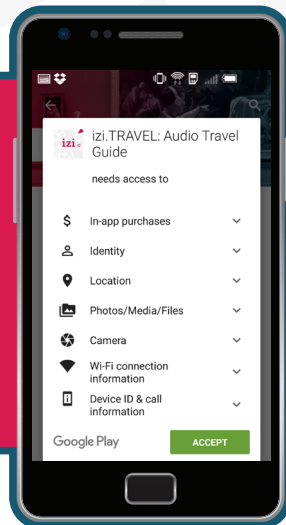 izi.TRAVEL: Audio Travel
Guide
izi
needs access to
$ In-app purchases
Identity
Location
Photos/Media/Files
Camera
Wi-Fi connection
information
Device ID & call
information
Google Play
ACCEPT